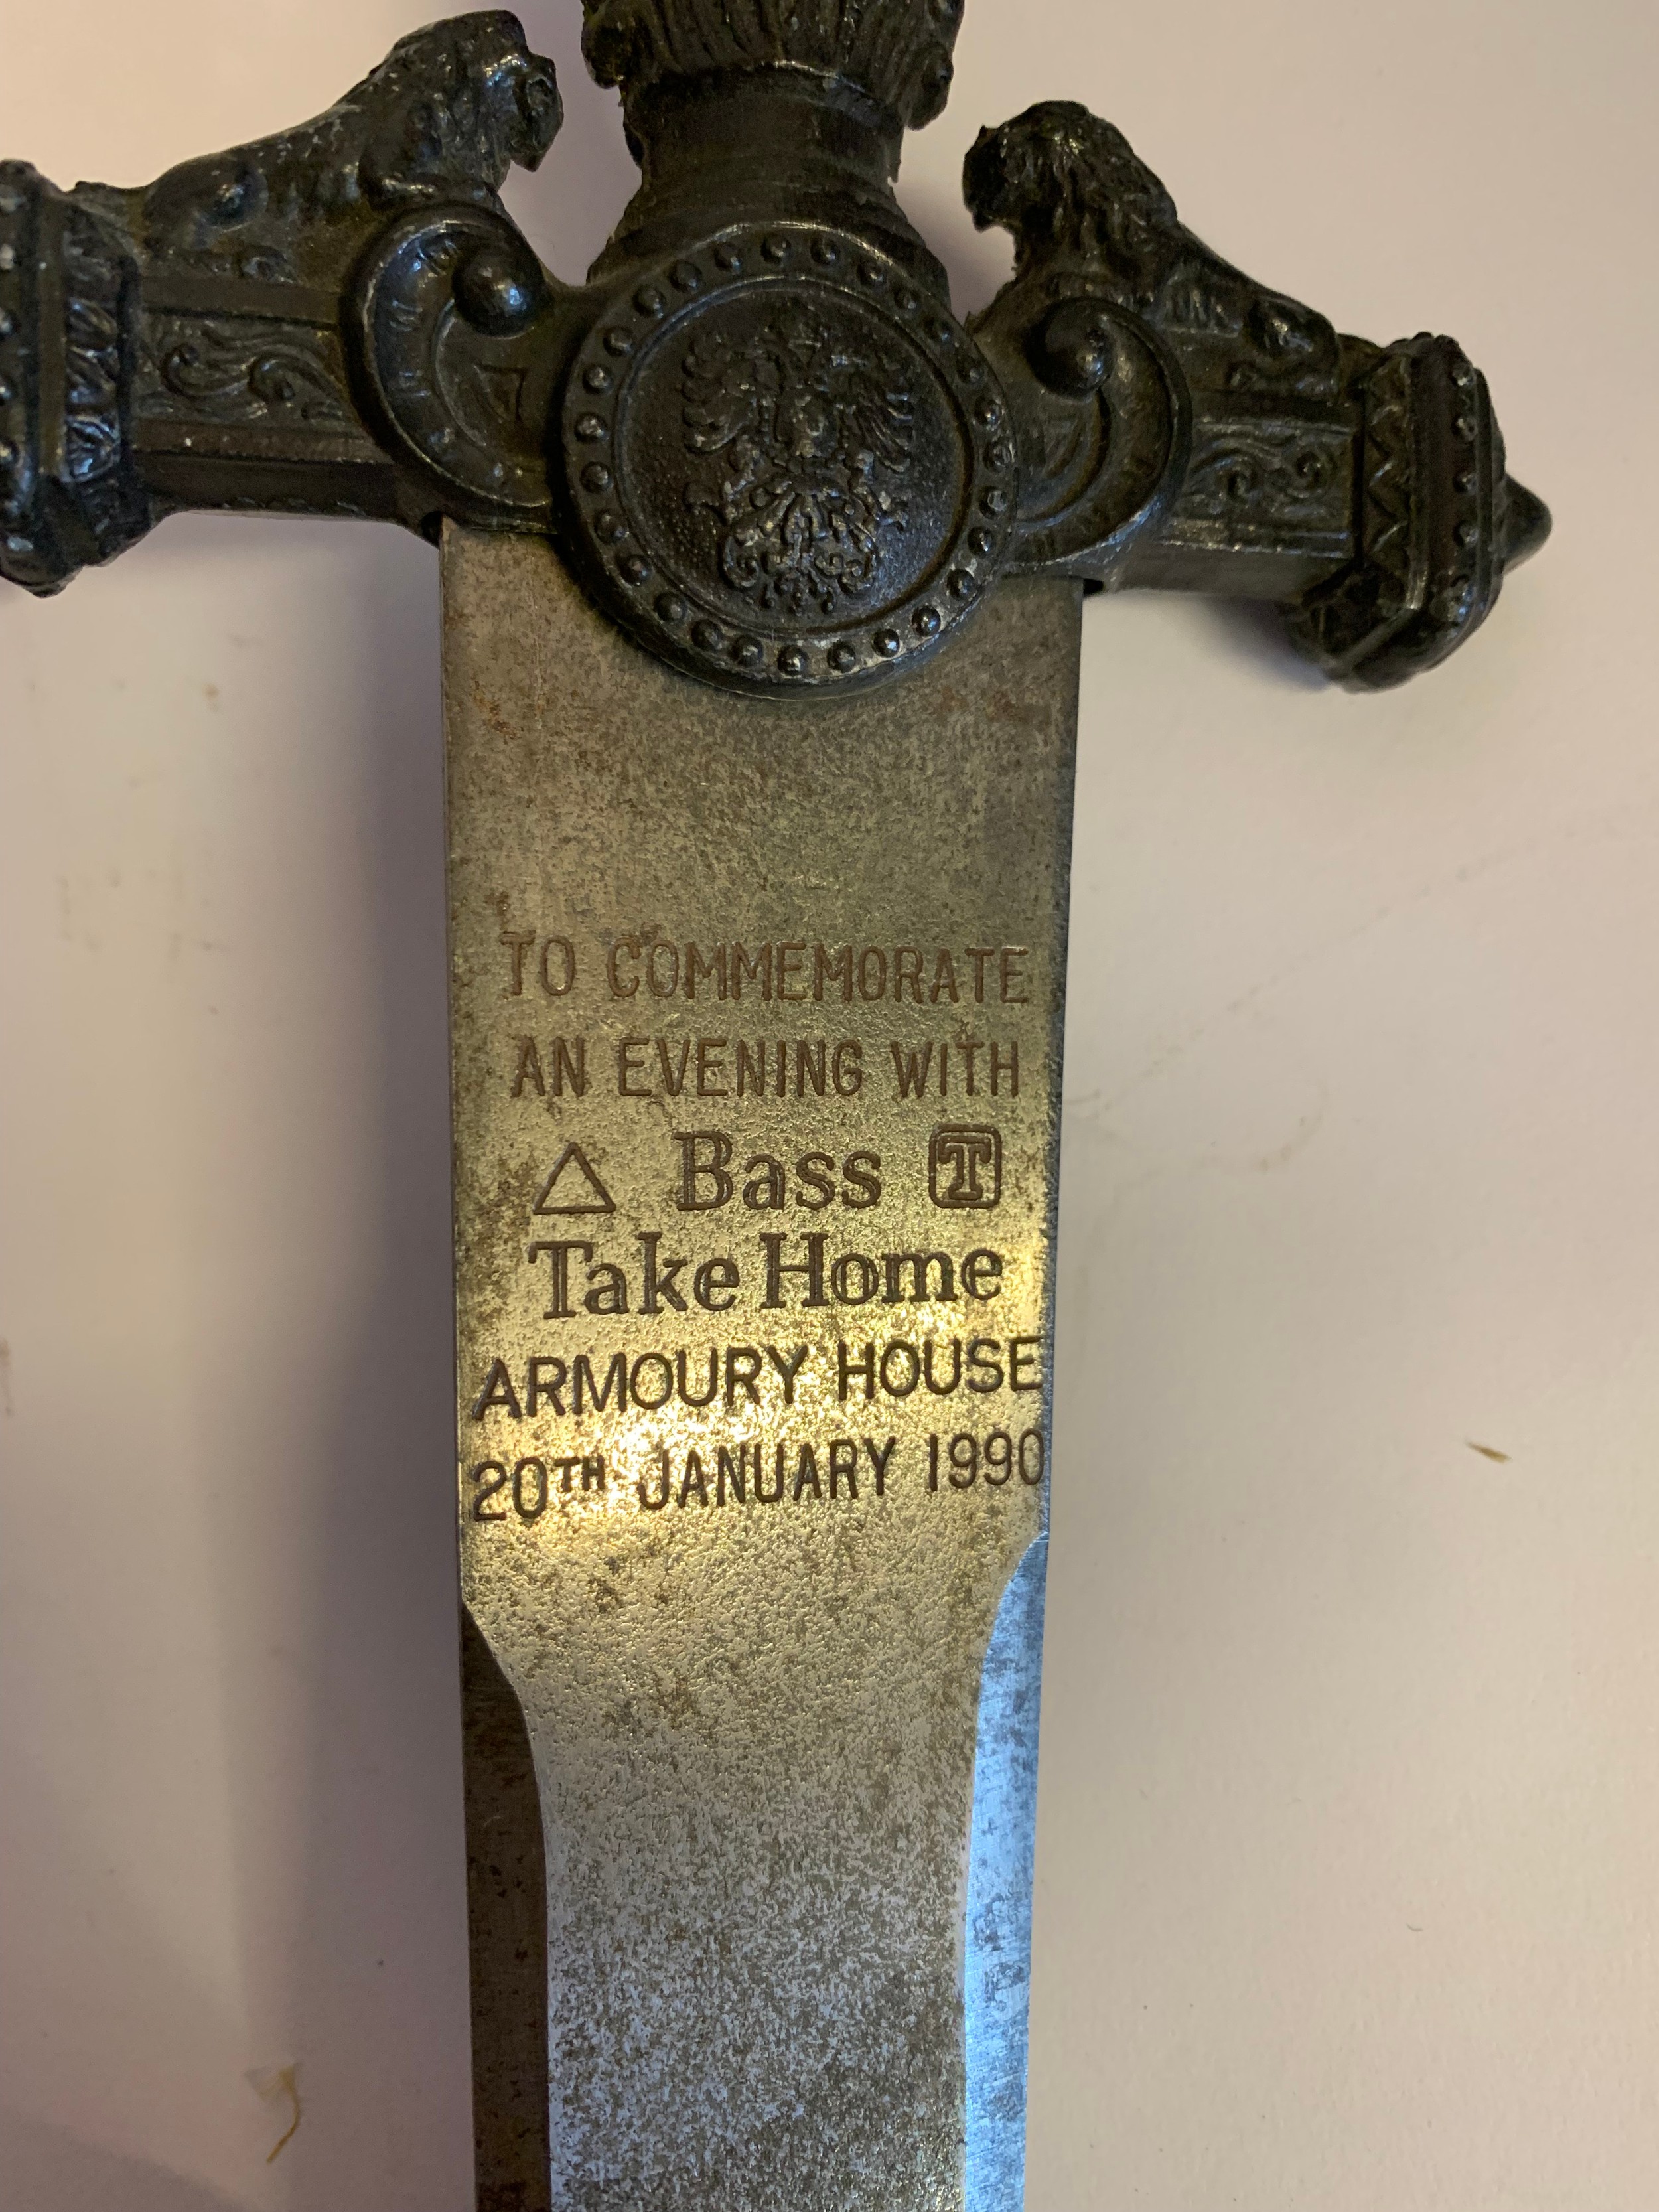 TO COMMEMORATE
AN EVENING WITH
△ Bass T
Take Home
ARMOURY HOUSE
20TH JANUARY 1990